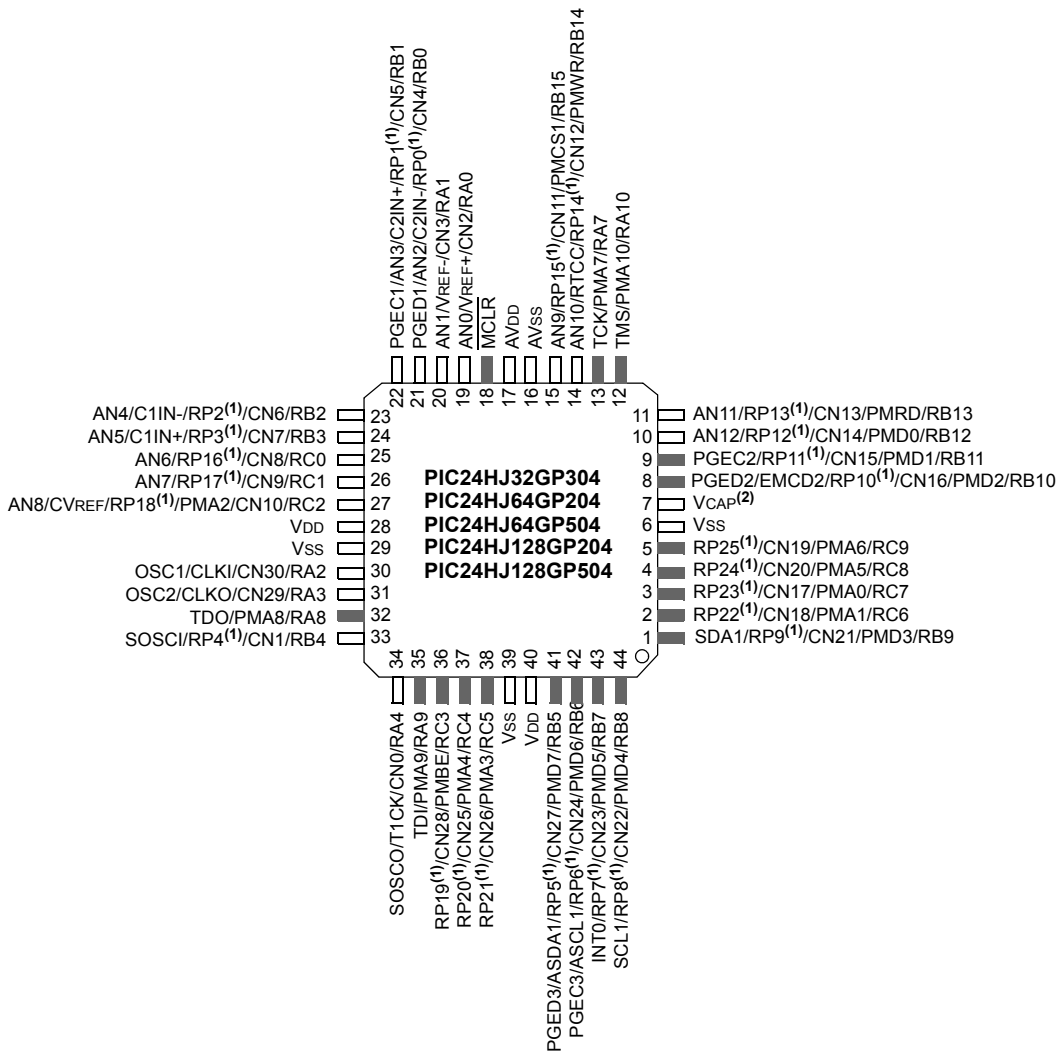 PGEC1/AN3/C2IN+/RP1(1)/CN5/RB1
PGED1/AN2/C2IN-/RP0(1)/CN4/RB0
AN1/VREF-/CN3/RA1
AN0/VREF+/CN2/RA0
MCLR
AVDD
AVSS
AN9/RP15(1)/CN11/PMCS1/RB15
AN10/RTCC/RP14(1)/CN12/PMWR/RB14
TCK/PMA7/RA7
TMS/PMA10/RA10
22 21 20 19 18 17 16 15 14 13 12
AN4/C1IN-/RP2(1)/CN6/RB2 23
AN5/C1IN+/RP3(1)/CN7/RB3 24
AN6/RP16(1)/CN8/RC0 25
AN7/RP17(1)/CN9/RC1 26
AN8/CVREF/RP18(1)/PMA2/CN10/RC2 27
VDD 28
VSS 29
OSC1/CLKI/CN30/RA2 30
OSC2/CLKO/CN29/RA3 31
TDO/PMA8/RA8 32
SOSCI/RP4(1)/CN1/RB4 33
PIC24HJ32GP304
PIC24HJ64GP204
PIC24HJ64GP504
PIC24HJ128GP204
PIC24HJ128GP504
11 AN11/RP13(1)/CN13/PMRD/RB13
10 AN12/RP12(1)/CN14/PMD0/RB12
9 PGEC2/RP11(1)/CN15/PMD1/RB11
8 PGED2/EMCD2/RP10(1)/CN16/PMD2/RB10
7 VCAP(2)
6 VSS
5 RP25(1)/CN19/PMA6/RC9
4 RP24(1)/CN20/PMA5/RC8
3 RP23(1)/CN17/PMA0/RC7
2 RP22(1)/CN18/PMA1/RC6
1 SDA1/RP9(1)/CN21/PMD3/RB9
34 35 36 37 38 39 40 41 42 43 44
SOSCO/T1CK/CN0/RA4
TDI/PMA9/RA9
RP19(1)/CN28/PMBE/RC3
RP20(1)/CN25/PMA4/RC4
RP21(1)/CN26/PMA3/RC5
VSS
VDD
PGED3/ASDA1/RP5(1)/CN27/PMD7/RB5
PGEC3/ASCL1/RP6(1)/CN24/PMD6/RB6
INT0/RP7(1)/CN23/PMD5/RB7
SCL1/RP8(1)/CN22/PMD4/RB8